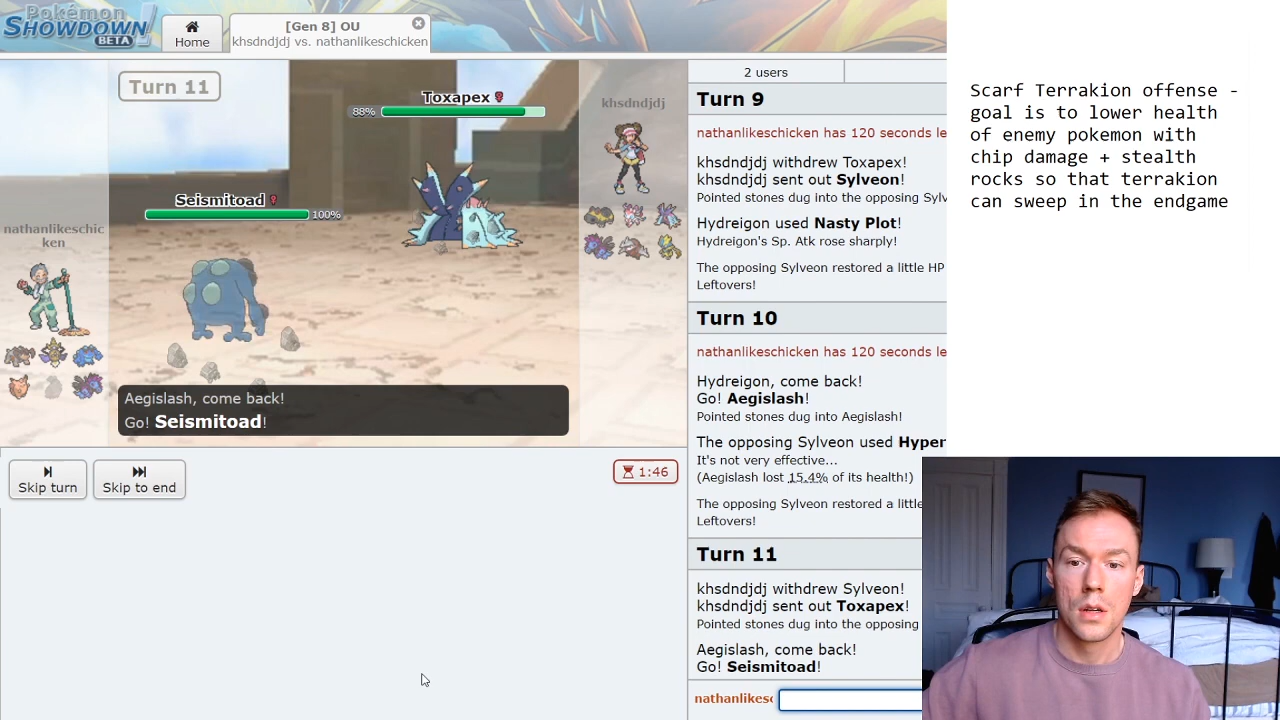 Pokémon
SHOWDOWN!
BETA
Home
[Gen 8] OU
khsdndjdj vs. nathanlikeschicken
Turn 11
Toxapex
88%
Seismitoad
100%
nathanlikeschic
ken
khsdndjdj
Aegislash, come back!
Go! Seismitoad!
Skip turn
Skip to end
1:46
2 users
Turn 9
nathanlikeschicken has 120 seconds le
khsdndjdj withdrew Toxapex!
khsdndjdj sent out Sylveon!
Pointed stones dug into the opposing Sylv
Hydreigon used Nasty Plot!
Hydreigon's Sp. Atk rose sharply!
The opposing Sylveon restored a little HP
Leftovers!
Turn 10
nathanlikeschicken has 120 seconds le
Hydreigon, come back!
Go! Aegislash!
Pointed stones dug into Aegislash!
The opposing Sylveon used Hyper
It's not very effective...
(Aegislash lost 15.4% of its health!)
The opposing Sylveon restored a little
Leftovers!
Turn 11
khsdndjdj withdrew Sylveon!
khsdndjdj sent out Toxapex!
Pointed stones dug into the opposing
Aegislash, come back!
Go! Seismitoad!
nathanlikesc
Scarf Terrakion offense -
goal is to lower health
of enemy pokemon with
chip damage + stealth
rocks so that terrakion
can sweep in the endgame